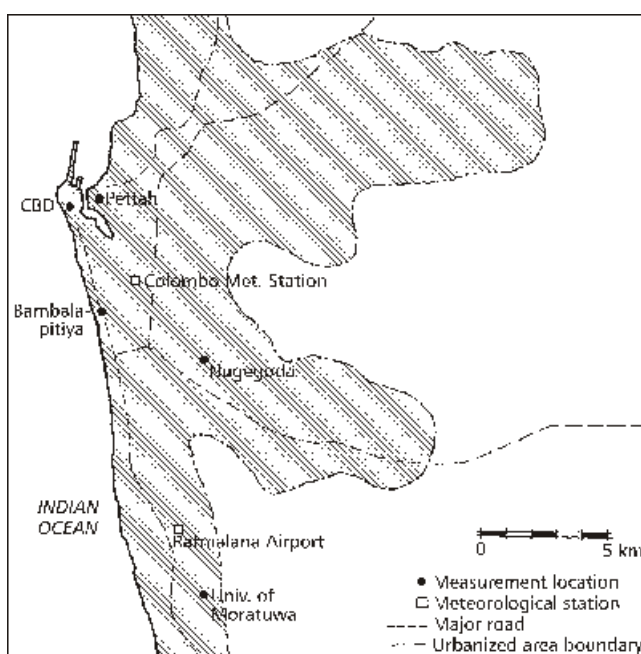 CBD
Pettah
Colombo Met. Station
Bambala-
pitiya
Nugegoda
INDIAN
OCEAN
Ratmalana Airport
0 5 km
Univ. of
Moratuwa
Measurement location
Meteorological station
Major road
Urbanized area boundary